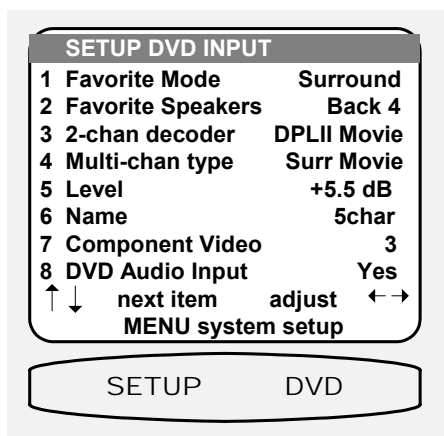 SETUP DVD INPUT
1 Favorite Mode Surround
2 Favorite Speakers Back 4
3 2-chan decoder DPLII Movie
4 Multi-chan type Surr Movie
5 Level +5.5 dB
6 Name 5char
7 Component Video 3
8 DVD Audio Input Yes
↑↓ next item adjust ←→
MENU system setup
SETUP DVD